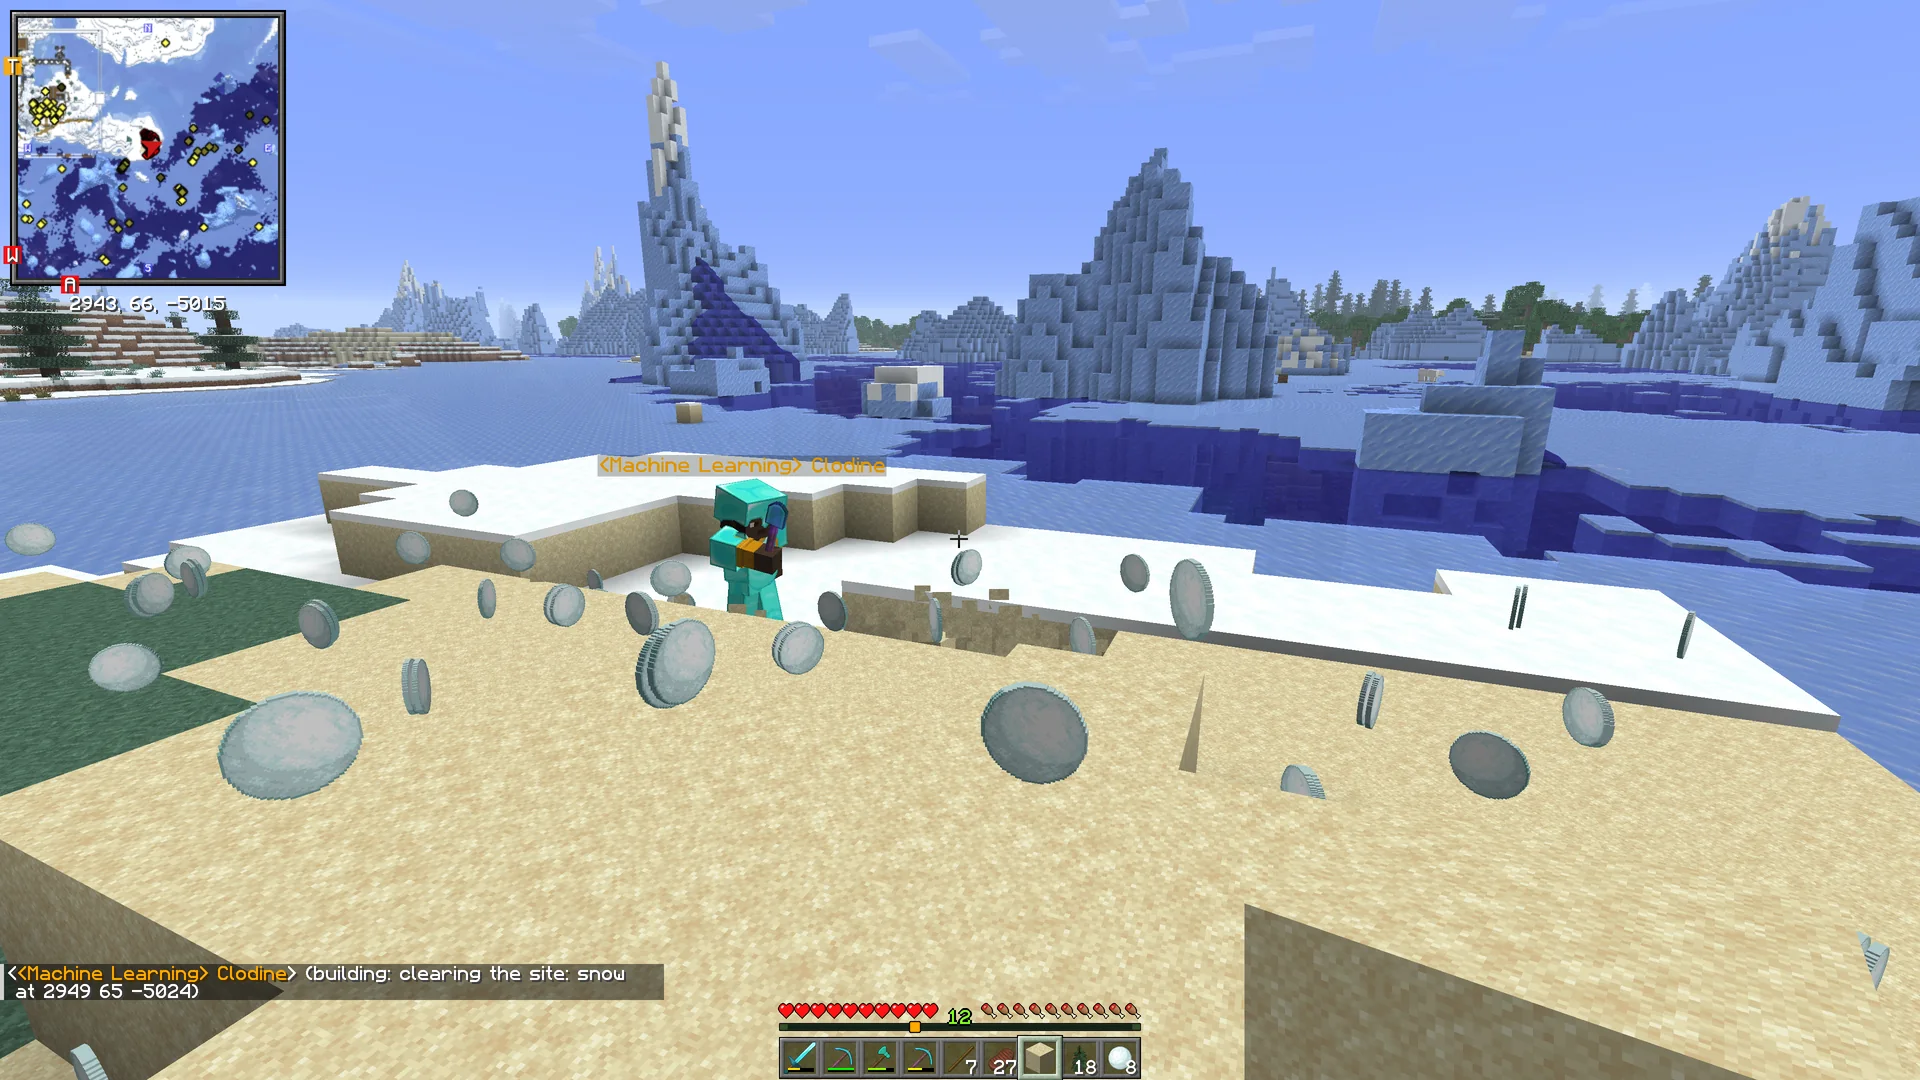 N
T
W
E
W
S
A
2943, 66, -5015
<Machine Learning> Clodine
<<Machine Learning> Clodine> (building: clearing the site: snow
at 2949 65 -5024)
12
7 27 18 8